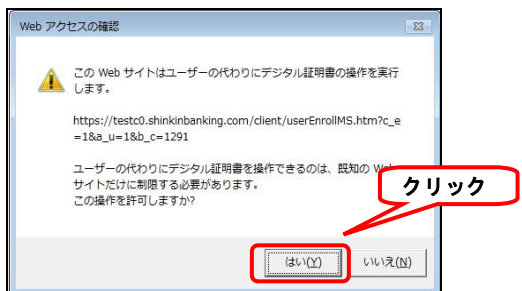 Web アクセスの確認
この Web サイトはユーザーの代わりにデジタル証明書の操作を実行
します。
https://testc0.shinkinbanking.com/client/userEnrollMS.htm?c_e
=1&a_u=1&b_c=1291
ユーザーの代わりにデジタル証明書を操作できるのは、既知の Web
サイトだけに制限する必要があります。
この操作を許可しますか?
クリック
はい(Y) いいえ(N)